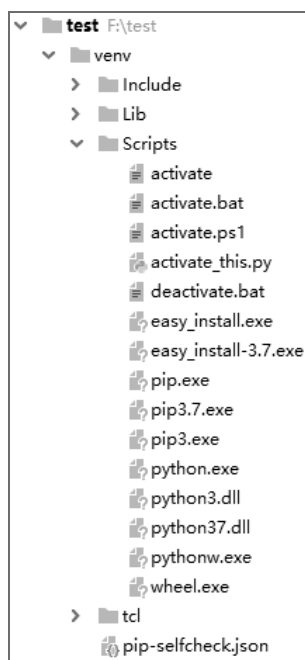 test F:\test
venv
Include
Lib
Scripts
activate
activate.bat
activate.ps1
activate_this.py
deactivate.bat
easy_install.exe
easy_install-3.7.exe
pip.exe
pip3.7.exe
pip3.exe
python.exe
python3.dll
python37.dll
pythonw.exe
wheel.exe
tcl
pip-selfcheck.json